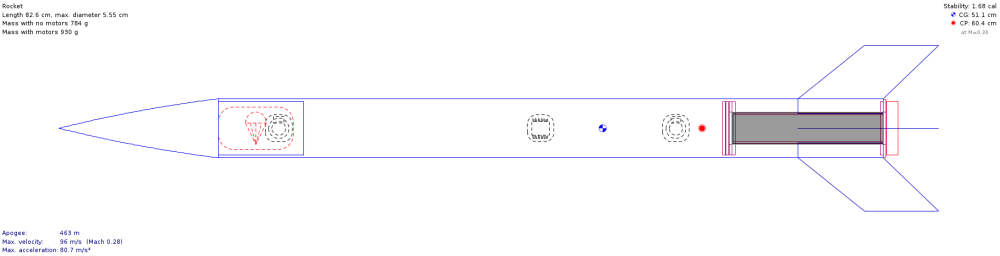 Rocket
Length 82.6 cm, max. diameter 5.55 cm
Mass with no motors 784 g
Mass with motors 930 g
Stability: 1.68 cal
CG: 51.1 cm
CP: 60.4 cm
at M=0.30
Apogee: 463 m
Max. velocity: 96 m/s (Mach 0.28)
Max. acceleration: 80.7 m/s²